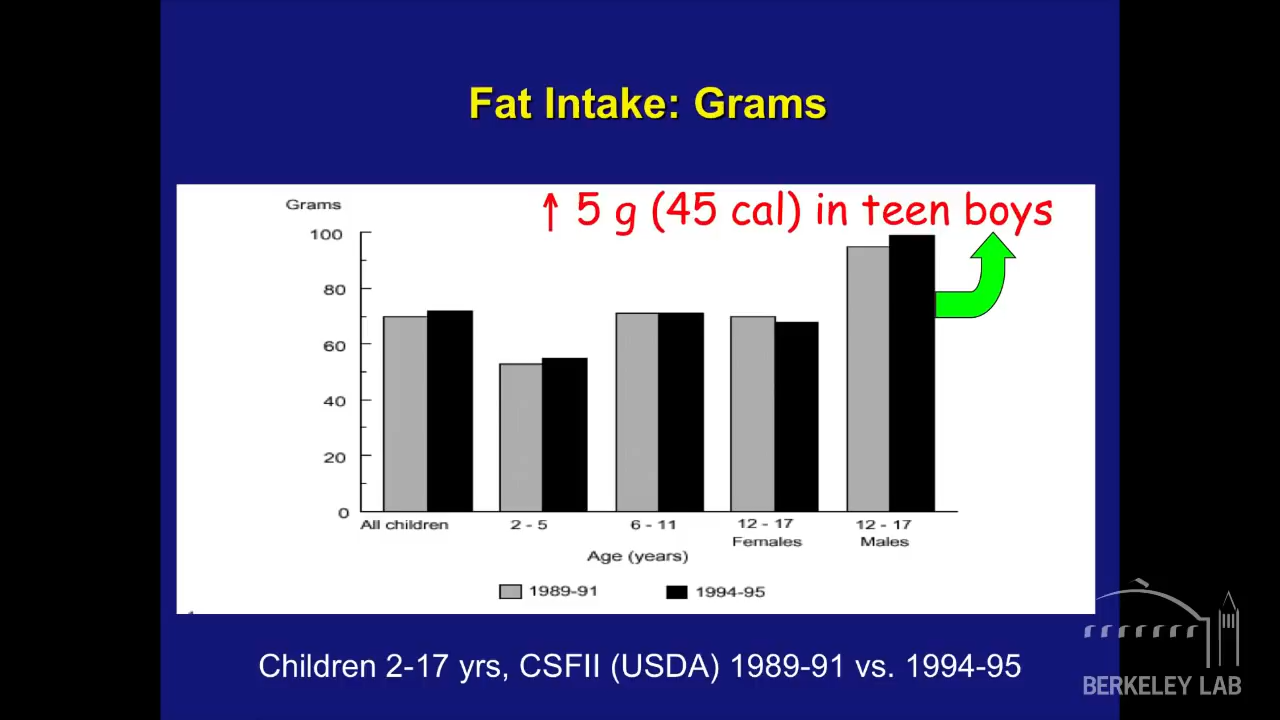 Fat Intake: Grams
Grams
↑ 5 g (45 cal) in teen boys
100
80
60
40
20
0
All children
2 - 5
6 - 11
12 - 17
Females
12 - 17
Males
Age (years)
1989-91
1994-95
Children 2-17 yrs, CSFII (USDA) 1989-91 vs. 1994-95
BERKELEY LAB